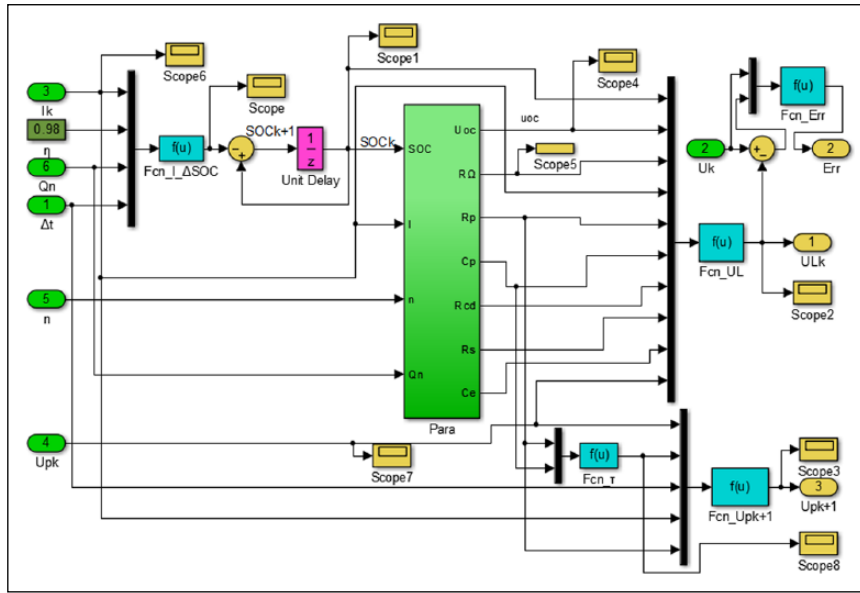 Scope6
Scope1
Scope
Scope4
3
Ik
0.98
η
6
Qn
1
Δt
f(u)
Fcn_I_ΔSOC
SOCk+1
1
z
Unit Delay
SOCk
SOC
I
n
Qn
Uoc
RΩ
Rp
Cp
Rcd
Rs
Ce
Para
uoc
Scope5
5
n
4
Upk
Scope7
f(u)
Fcn_τ
f(u)
Fcn_UL
2
Uk
f(u)
Fcn_Err
2
Err
1
ULk
Scope2
f(u)
Fcn_Upk+1
Scope3
3
Upk+1
Scope8